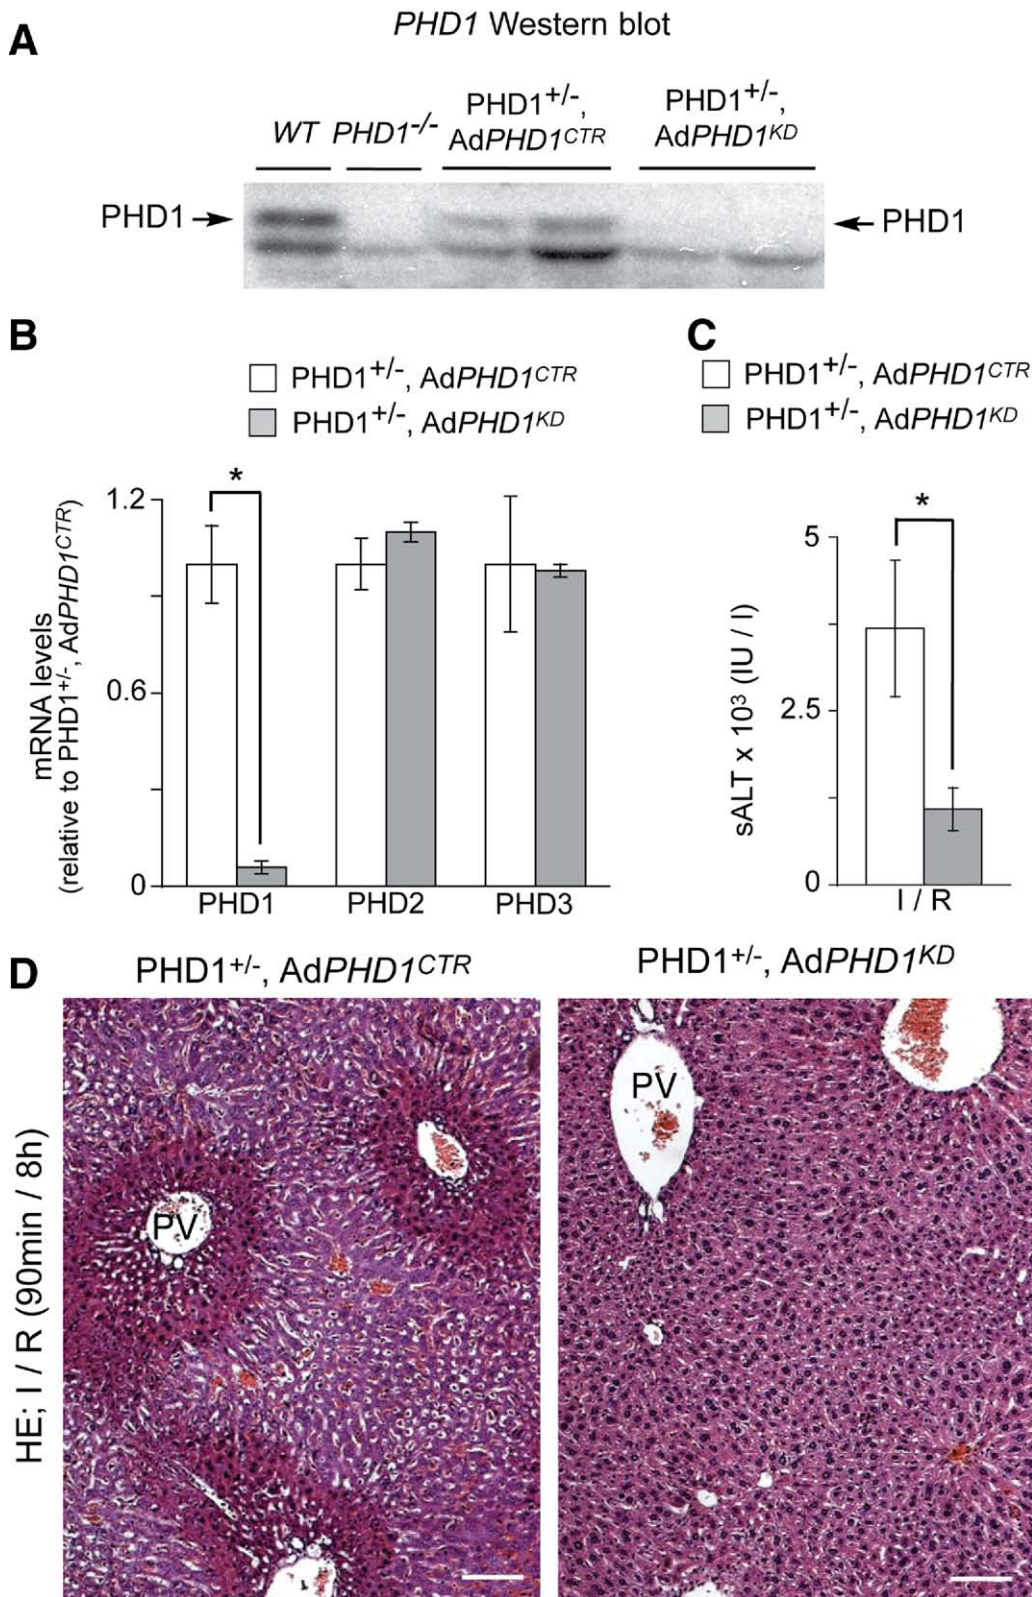 A
PHD1 Western blot
WT PHD1-/- PHD1+/-, AdPHD1CTR PHD1+/-, AdPHD1KD
PHD1 → ← PHD1
B
PHD1+/-, AdPHD1CTR
PHD1+/-, AdPHD1KD
*
mRNA levels
(relative to PHD1+/-, AdPHD1CTR)
1.2
0.6
0
PHD1 PHD2 PHD3
C
PHD1+/-, AdPHD1CTR
PHD1+/-, AdPHD1KD
*
sALT x 10³ (IU / l)
5
2.5
0
I / R
D
PHD1+/-, AdPHD1CTR PHD1+/-, AdPHD1KD
HE; I / R (90min / 8h)
PV
PV